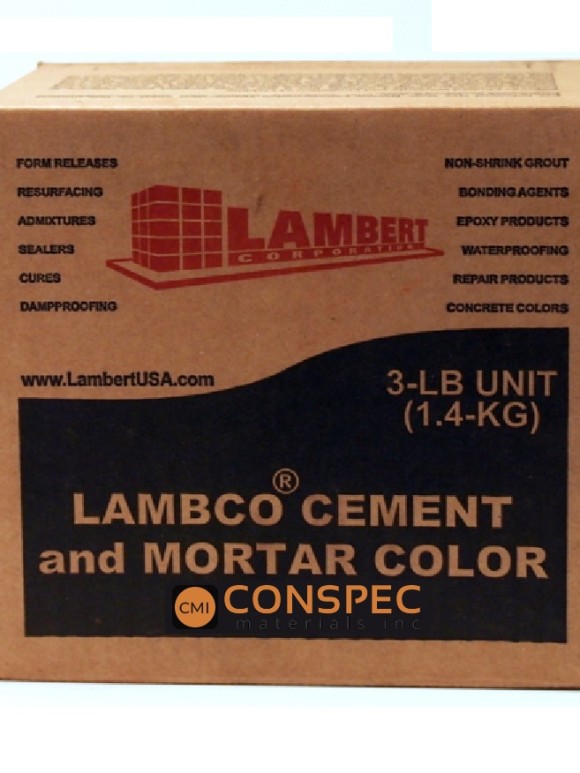 FORM RELEASES
RESURFACING
ADMIXTURES
SEALERS
CURES
DAMPPROOFING
LAMBERT
CORPORATION
NON-SHRINK GROUT
BONDING AGENTS
EPOXY PRODUCTS
WATERPROOFING
REPAIR PRODUCTS
CONCRETE COLORS
www.LambertUSA.com
3-LB UNIT
(1.4-KG)
LAMBCO® CEMENT
and MORTAR COLOR
CMI CONSPEC
materials inc